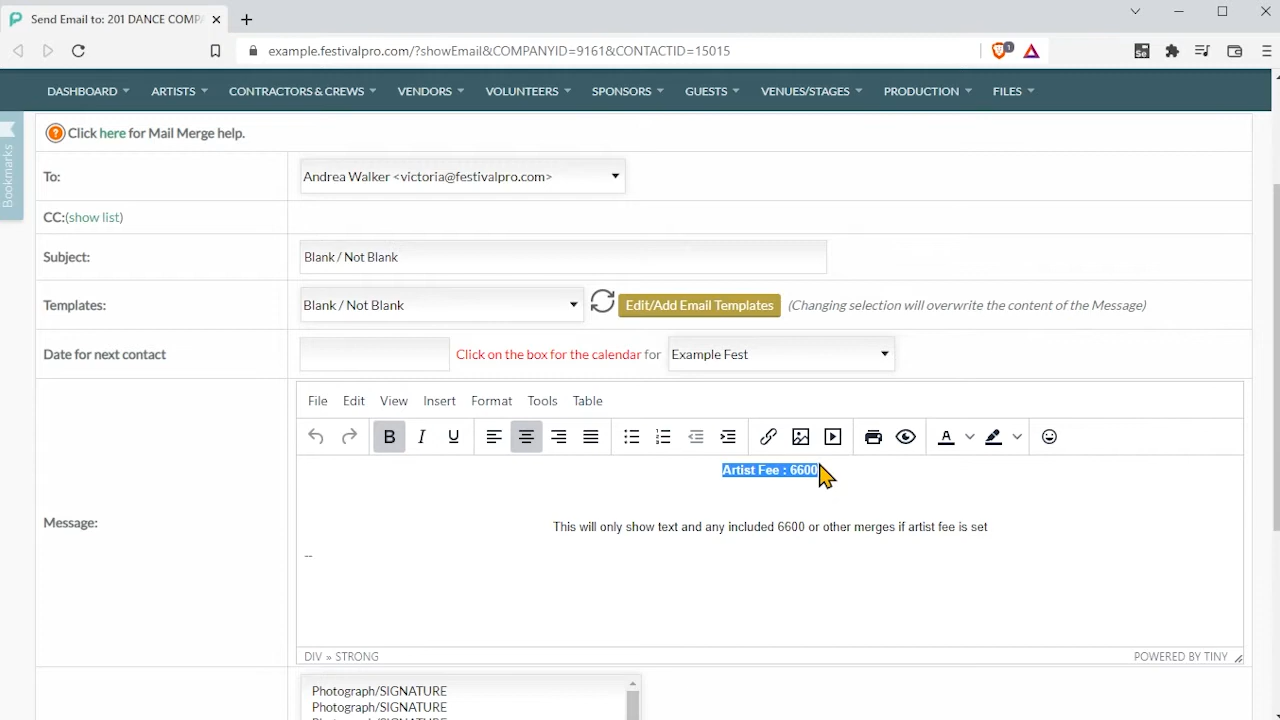 Send Email to: 201 DANCE COMPA
example.festivalpro.com/?showEmail&COMPANYID=9161&CONTACTID=15015
1
Se
DASHBOARD ARTISTS CONTRACTORS & CREWS VENDORS VOLUNTEERS SPONSORS GUESTS VENUES/STAGES PRODUCTION FILES
Bookmarks
? Click here for Mail Merge help.
To: Andrea Walker <victoria@festivalpro.com>
CC:(show list)
Subject: Blank / Not Blank
Templates: Blank / Not Blank Edit/Add Email Templates (Changing selection will overwrite the content of the Message)
Date for next contact Click on the box for the calendar for Example Fest
File Edit View Insert Format Tools Table
B I U A
Artist Fee : 6600
This will only show text and any included 6600 or other merges if artist fee is set
Message:
--
DIV » STRONG POWERED BY TINY
Photograph/SIGNATURE
Photograph/SIGNATURE